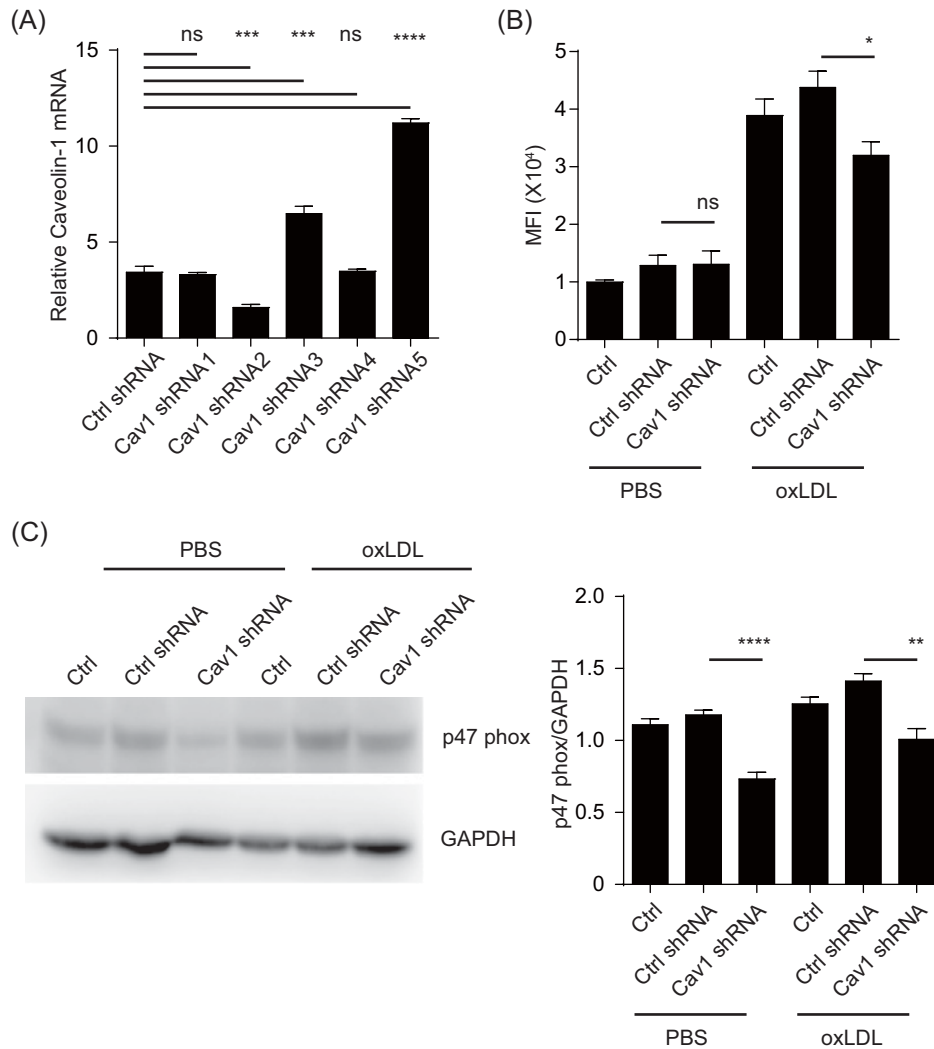 (A)
ns *** *** ns ****
Relative Caveolin-1 mRNA
15
10
5
0
Ctrl shRNA
Cav1 shRNA1
Cav1 shRNA2
Cav1 shRNA3
Cav1 shRNA4
Cav1 shRNA5
(B)
MFI (X10⁴)
5
4
3
2
1
0
ns
*
Ctrl
Ctrl shRNA
Cav1 shRNA
Ctrl
Ctrl shRNA
Cav1 shRNA
PBS oxLDL
(C)
PBS oxLDL
Ctrl
Ctrl shRNA
Cav1 shRNA
Ctrl
Ctrl shRNA
Cav1 shRNA
p47 phox
GAPDH
p47 phox/GAPDH
2.0
1.5
1.0
0.5
0
****
**
Ctrl
Ctrl shRNA
Cav1 shRNA
Ctrl
Ctrl shRNA
Cav1 shRNA
PBS oxLDL